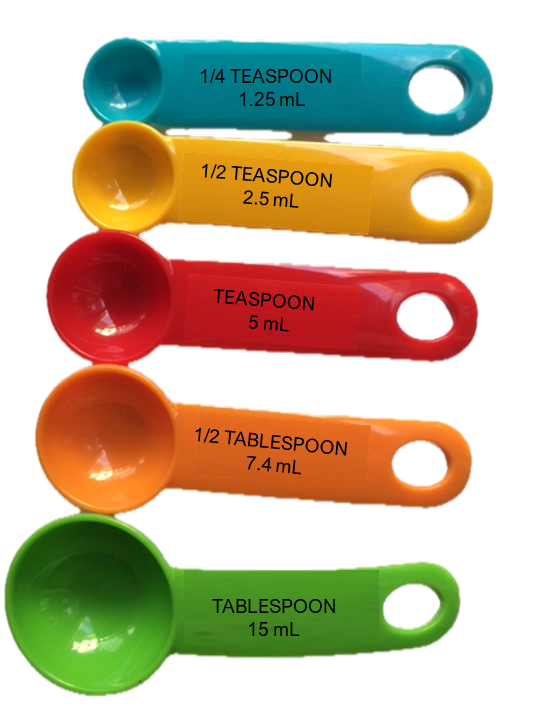 1/4 TEASPOON
1.25 mL
1/2 TEASPOON
2.5 mL
TEASPOON
5 mL
1/2 TABLESPOON
7.4 mL
TABLESPOON
15 mL